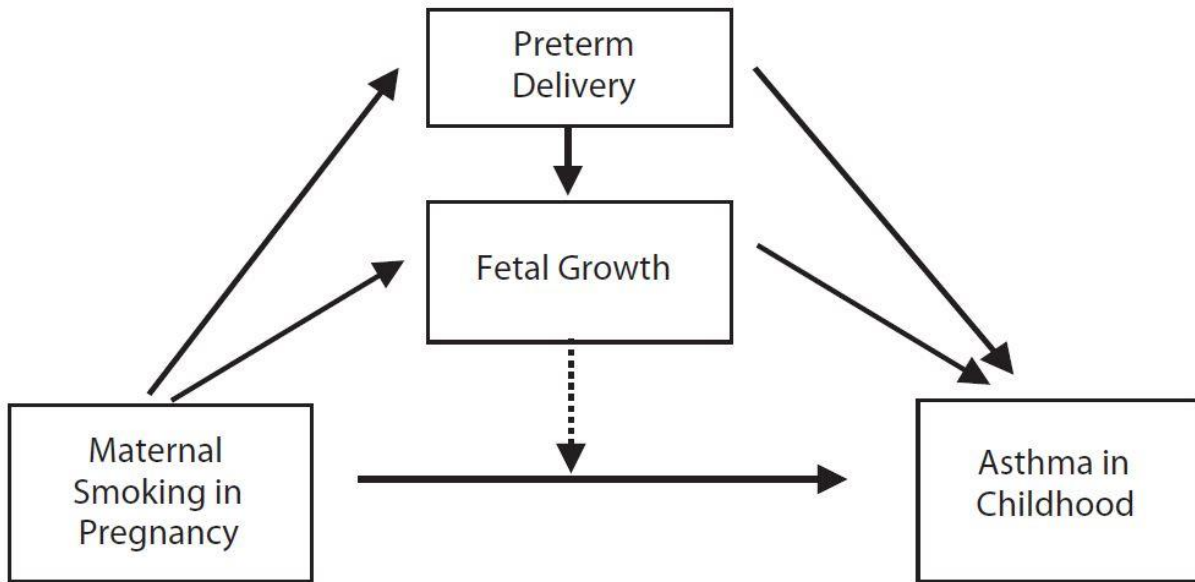 Preterm
Delivery
Fetal Growth
Maternal
Smoking in
Pregnancy
Asthma in
Childhood